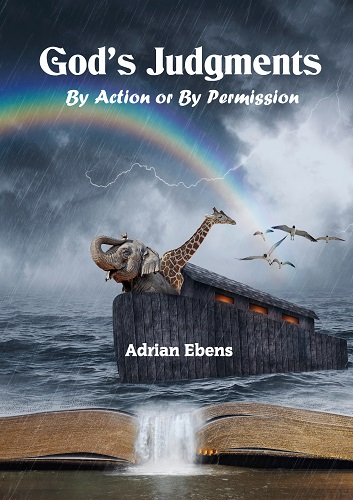 God's Judgments
By Action or By Permission
Adrian Ebens